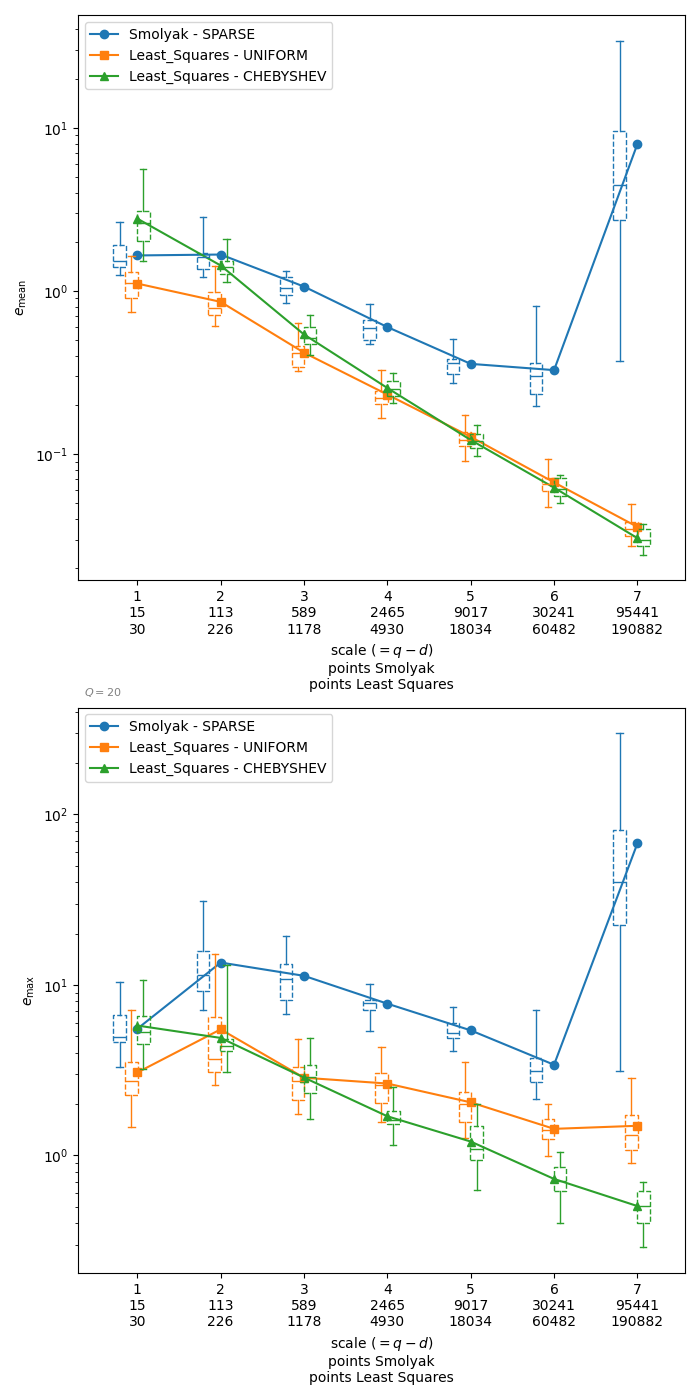 Smolyak - SPARSE
Least_Squares - UNIFORM
Least_Squares - CHEBYSHEV
10¹
10⁰
10⁻¹
e_mean
1 2 3 4 5 6 7
15 113 589 2465 9017 30241 95441
30 226 1178 4930 18034 60482 190882
scale (= q − d)
points Smolyak
points Least Squares
Q = 20
Smolyak - SPARSE
Least_Squares - UNIFORM
Least_Squares - CHEBYSHEV
10²
10¹
10⁰
e_max
1 2 3 4 5 6 7
15 113 589 2465 9017 30241 95441
30 226 1178 4930 18034 60482 190882
scale (= q − d)
points Smolyak
points Least Squares